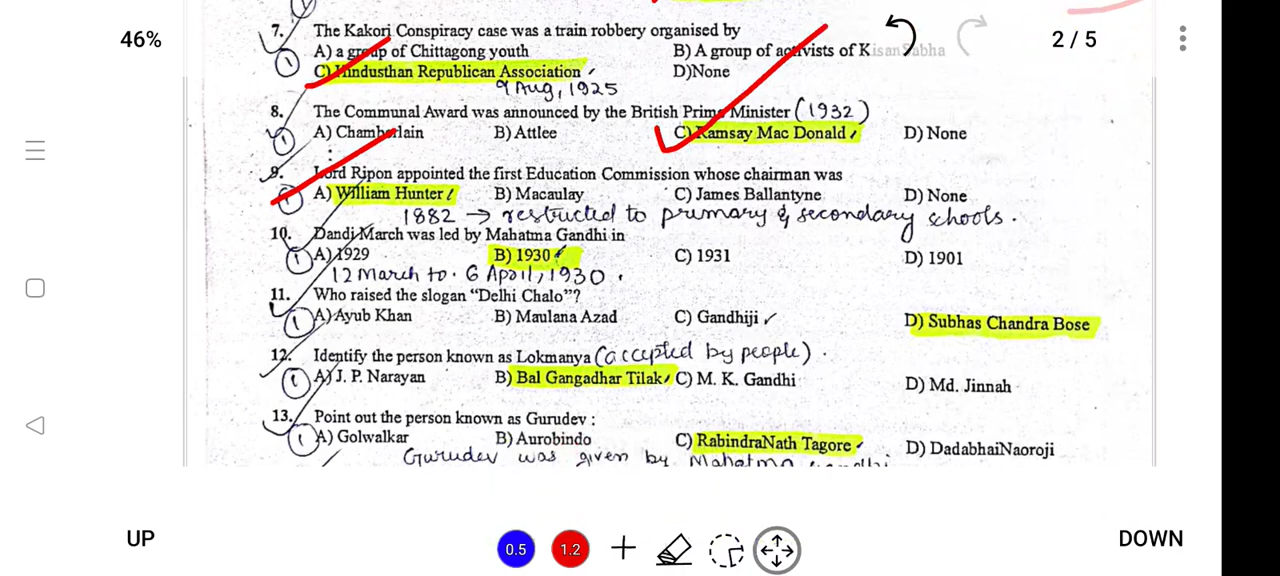 46%
2 / 5
7. The Kakori Conspiracy case was a train robbery organised by
A) a group of Chittagong youth B) A group of activists of Kisan Sabha
C) Hindusthan Republican Association D)None
9 Aug, 1925
8. The Communal Award was announced by the British Prime Minister (1932)
A) Chamberlain B) Attlee C) Ramsay Mac Donald D) None
9. Lord Ripon appointed the first Education Commission whose chairman was
A) William Hunter B) Macaulay C) James Ballantyne D) None
1882 → restricted to primary & secondary schools.
10. Dandi March was led by Mahatma Gandhi in
A) 1929 B) 1930 C) 1931 D) 1901
12 March to 6 April, 1930.
11. Who raised the slogan “Delhi Chalo”?
A) Ayub Khan B) Maulana Azad C) Gandhiji D) Subhas Chandra Bose
12. Identify the person known as Lokmanya (accepted by people).
A) J. P. Narayan B) Bal Gangadhar Tilak C) M. K. Gandhi D) Md. Jinnah
13. Point out the person known as Gurudev :
A) Golwalkar B) Aurobindo C) RabindraNath Tagore D) DadabhaiNaoroji
Gurudev was given by Mahatma Gandhi
UP 0.5 1.2 DOWN